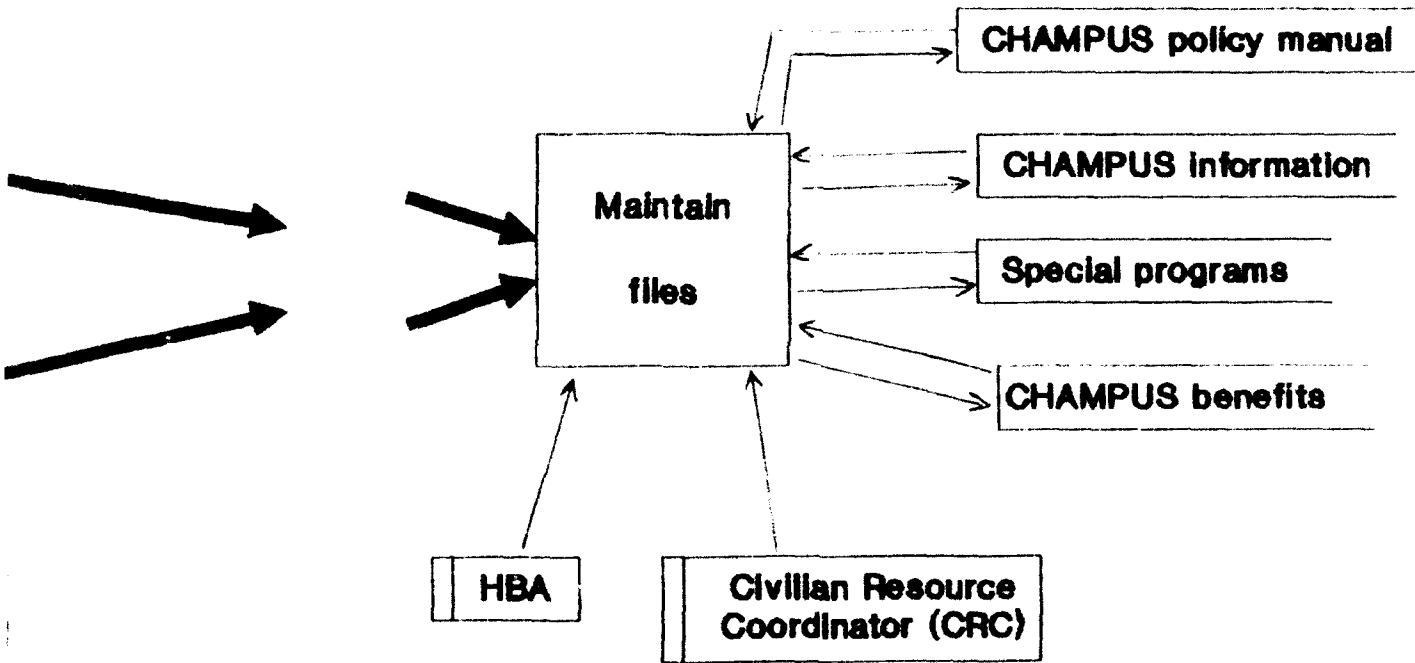 CHAMPUS policy manual
CHAMPUS information
Maintain
files
Special programs
CHAMPUS benefits
HBA
Civilian Resource
Coordinator (CRC)